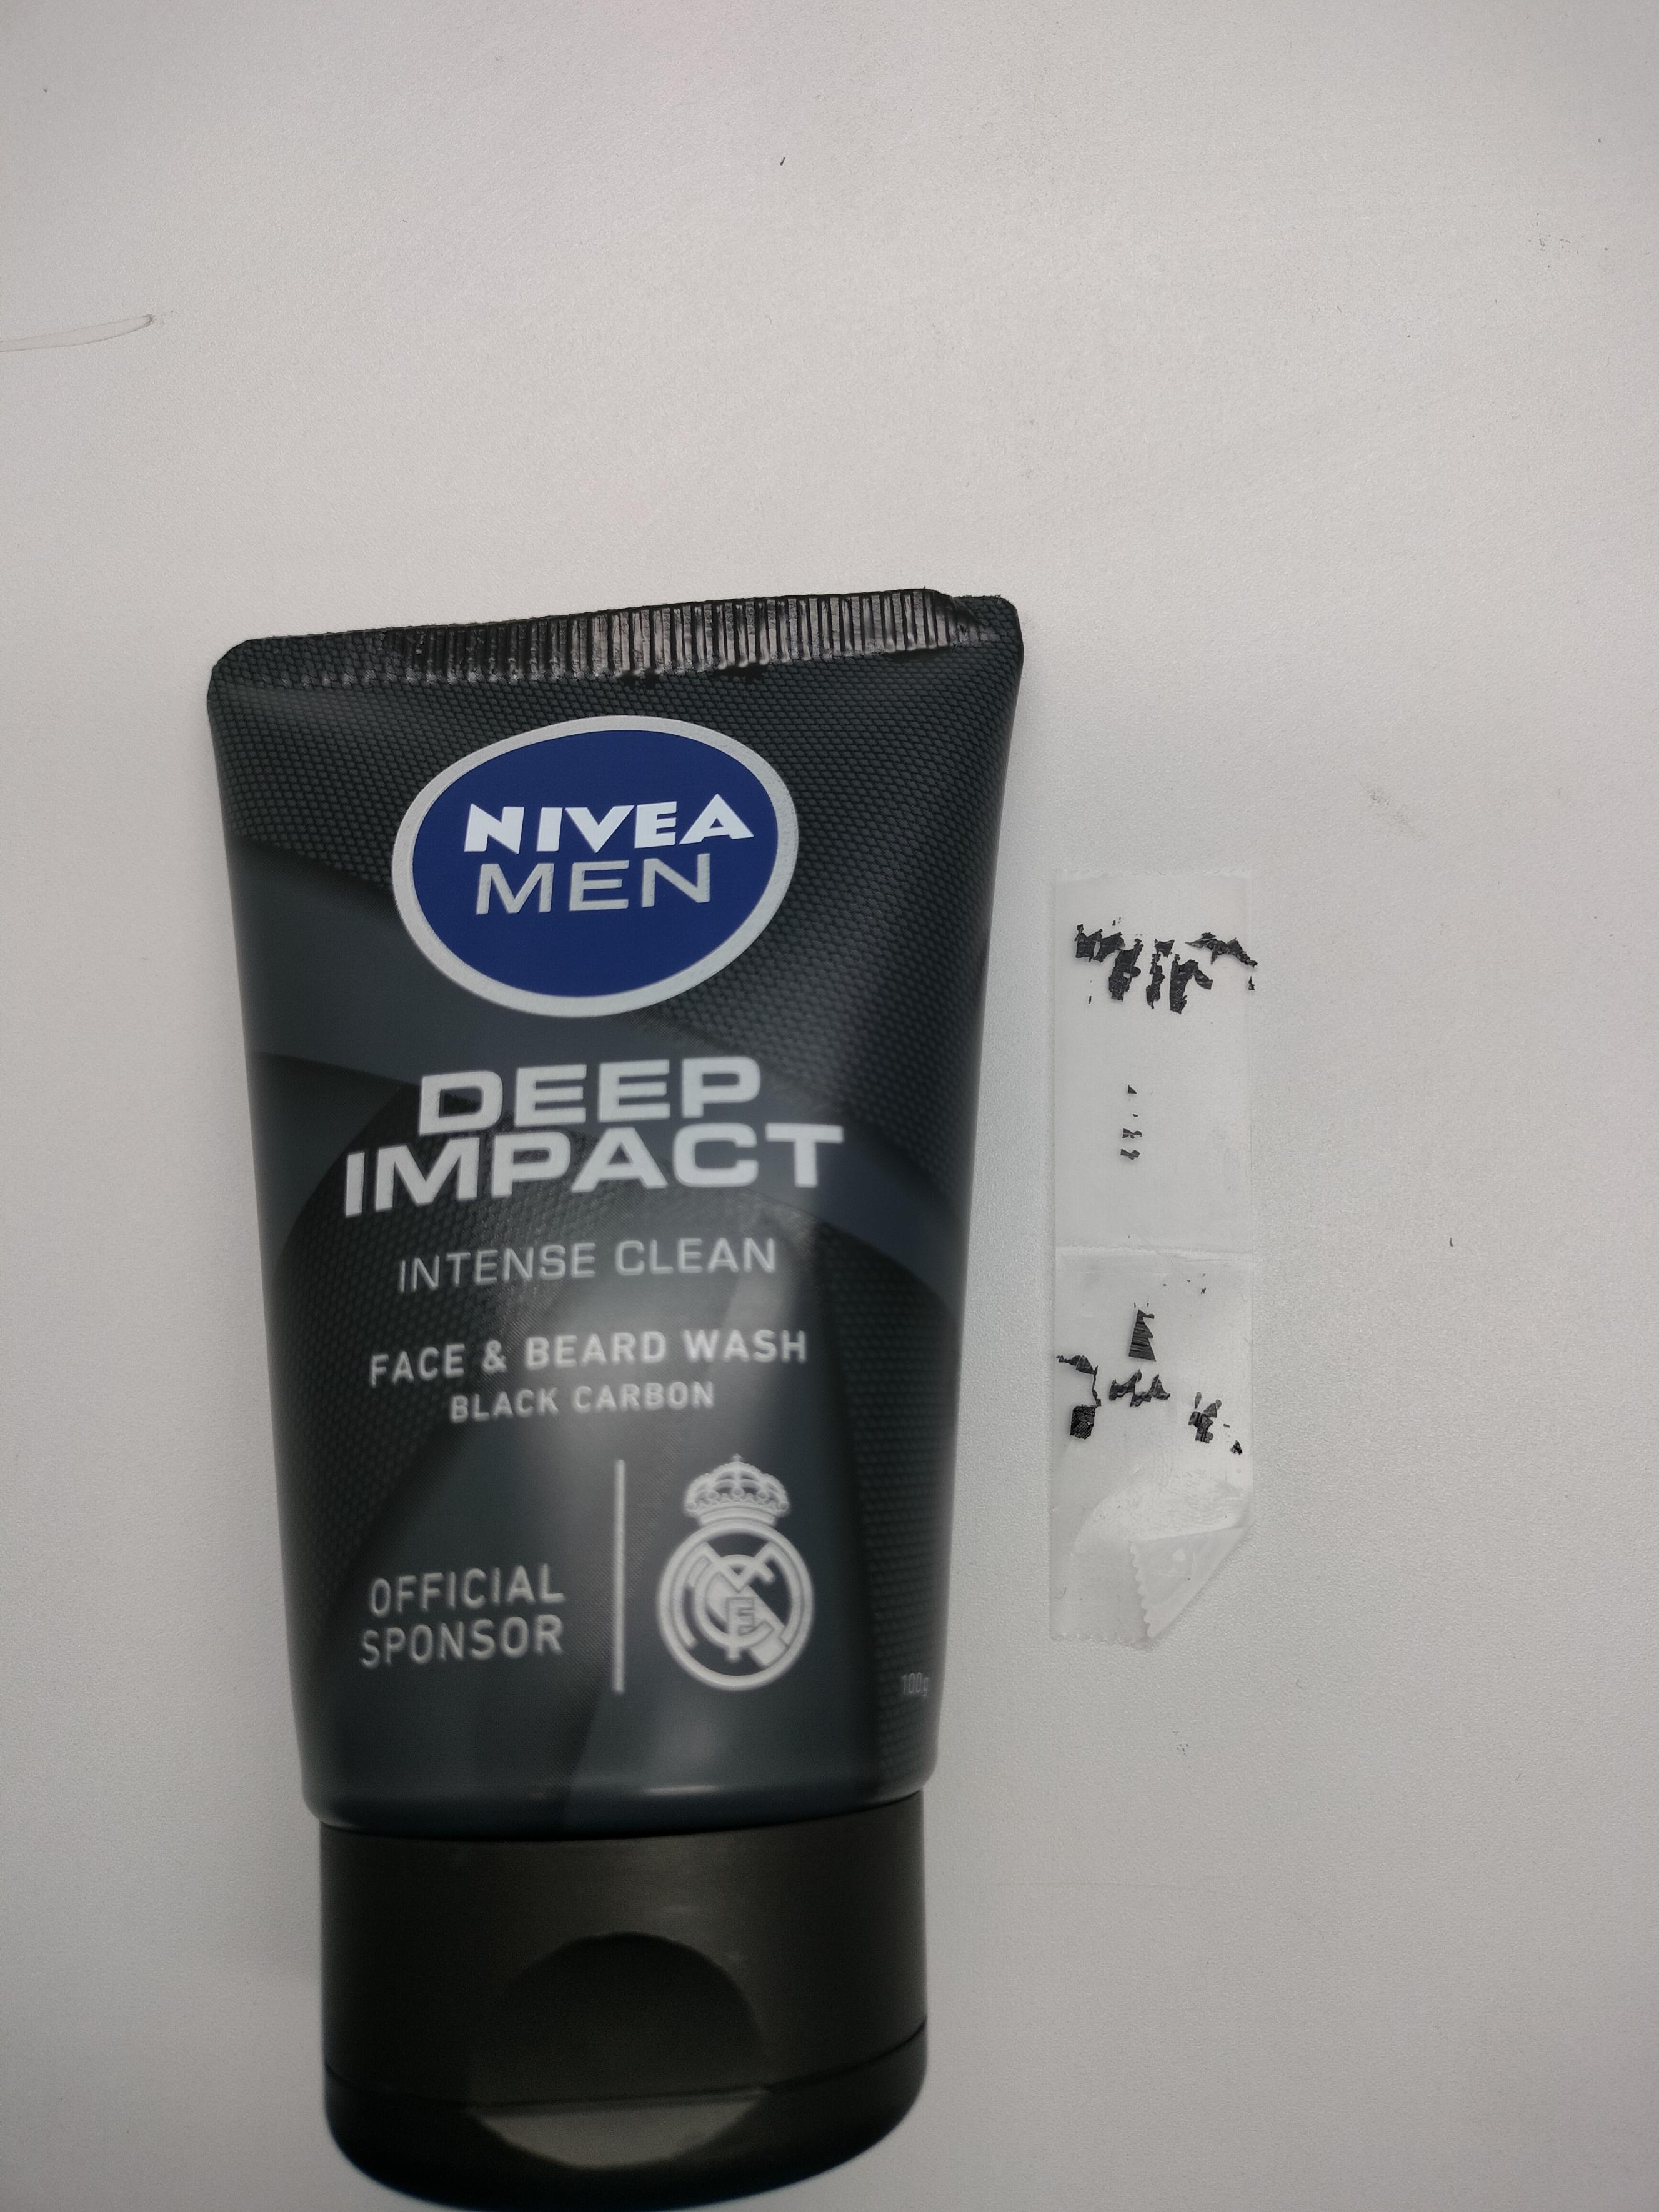 NIVEA
MEN
DEEP
IMPACT
INTENSE CLEAN
FACE & BEARD WASH
BLACK CARBON
OFFICIAL
SPONSOR
100g